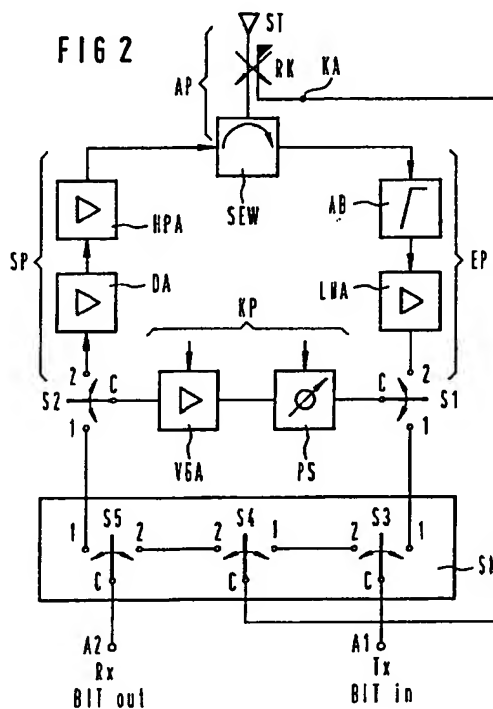 FIG 2
ST
RK
KA
AP
SEW
HPA
SP
DA
AB
EP
LNA
KP
2
C
S2
1
2
C
S1
1
VGA
PS
S5
S4
S3
1
2
2
1
2
1
C
C
C
A2
A1
Rx
Tx
BIT out
BIT in